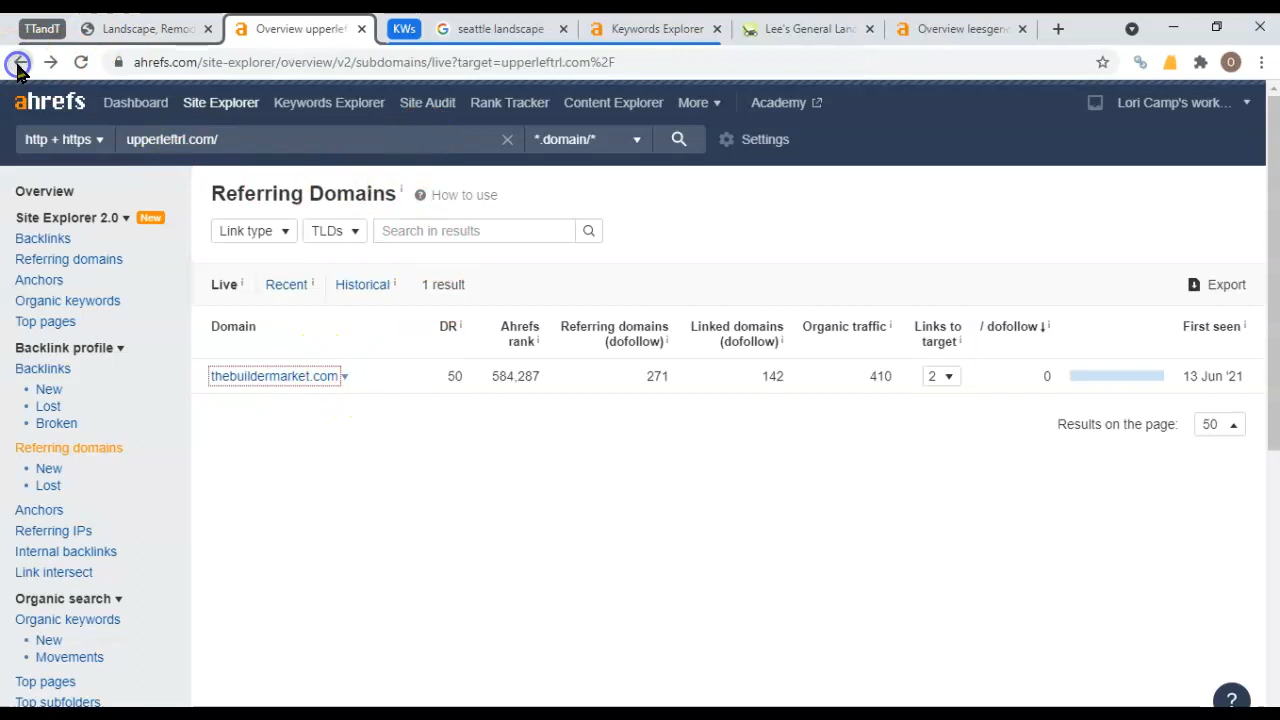 TTandT
Landscape, Remod
Overview upperlef
KWs
seattle landscape
Keywords Explorer
Lee's General Lan
Overview leesgen
ahrefs.com/site-explorer/overview/v2/subdomains/live?target=upperleftrl.com%2F
O
ahrefs
Dashboard
Site Explorer
Keywords Explorer
Site Audit
Rank Tracker
Content Explorer
More
Academy
Lori Camp's work...
http + https
upperleftrl.com/
*.domain/*
Settings
Overview
Site Explorer 2.0
New
Backlinks
Referring domains
Anchors
Organic keywords
Top pages
Backlink profile
Backlinks
New
Lost
Broken
Referring domains
New
Lost
Anchors
Referring IPs
Internal backlinks
Link intersect
Organic search
Organic keywords
New
Movements
Top pages
Top subfolders
Referring Domains
How to use
Link type
TLDs
Search in results
Live
Recent
Historical
1 result
Export
Domain
DR
Ahrefs
rank
Referring domains
(dofollow)
Linked domains
(dofollow)
Organic traffic
Links to
target
/ dofollow
First seen
thebuildermarket.com
50
584,287
271
142
410
2
0
13 Jun '21
Results on the page:
50
?